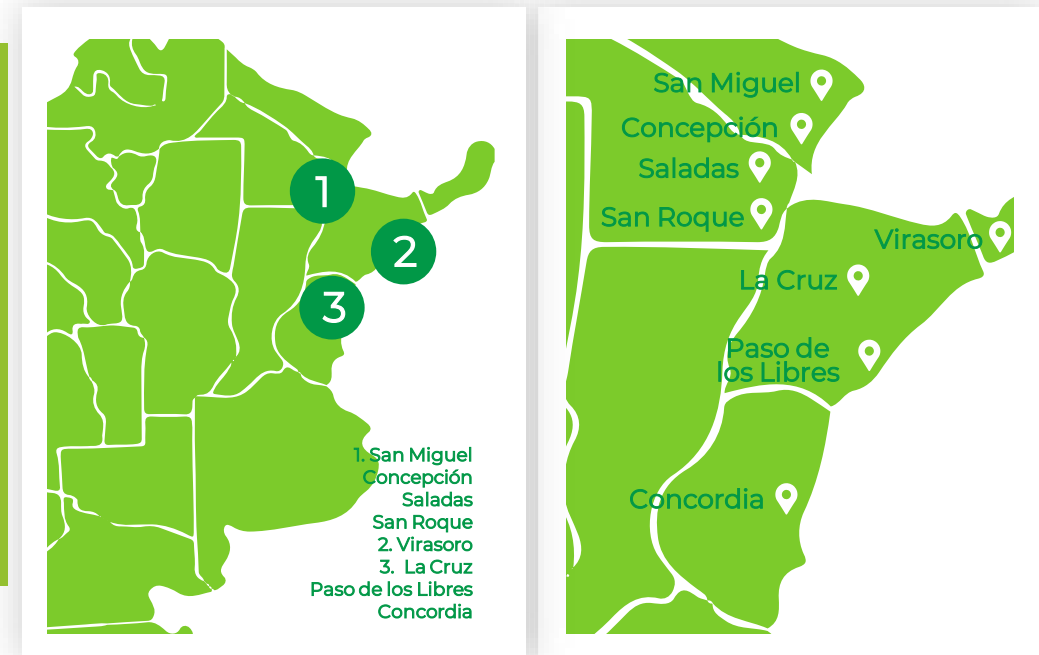 1
2
3
1. San Miguel
Concepción
Saladas
San Roque
2. Virasoro
3. La Cruz
Paso de los Libres
Concordia
San Miguel
Concepción
Saladas
San Roque
Virasoro
La Cruz
Paso de
los Libres
Concordia